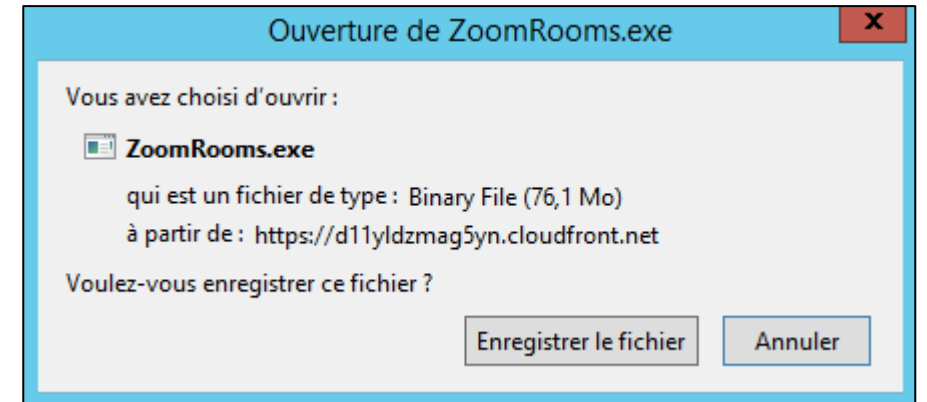 Ouverture de ZoomRooms.exe
x
Vous avez choisi d'ouvrir :
ZoomRooms.exe
qui est un fichier de type : Binary File (76,1 Mo)
à partir de : https://d11yldzmag5yn.cloudfront.net
Voulez-vous enregistrer ce fichier ?
Enregistrer le fichier Annuler